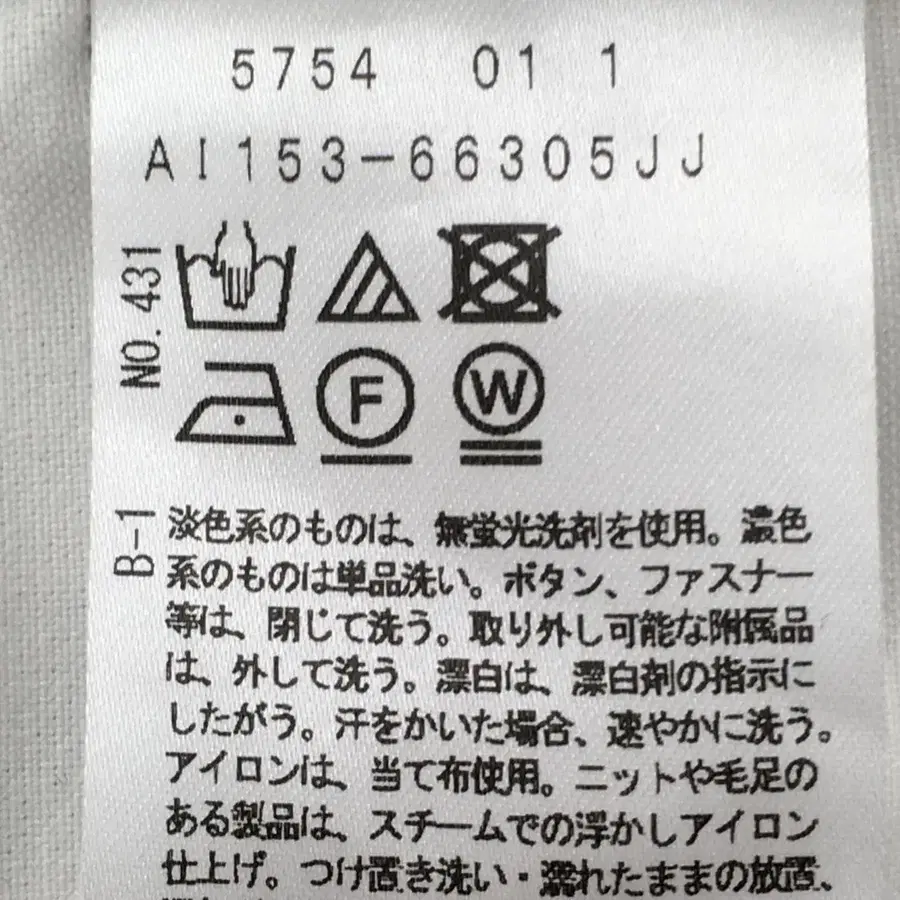 5754 01 1
AI153-66305JJ
NO.431
F
W
B-1
淡色系のものは、無蛍光洗剤を使用。濃色
系のものは単品洗い。ボタン、ファスナー
等は、閉じて洗う。取り外し可能な附属品
は、外して洗う。漂白は、漂白剤の指示に
したがう。汗をかいた場合、速やかに洗う。
アイロンは、当て布使用。ニットや毛足の
ある製品は、スチームでの浮かしアイロン
仕上げ。つけ置き洗い・濡れたままの放置、